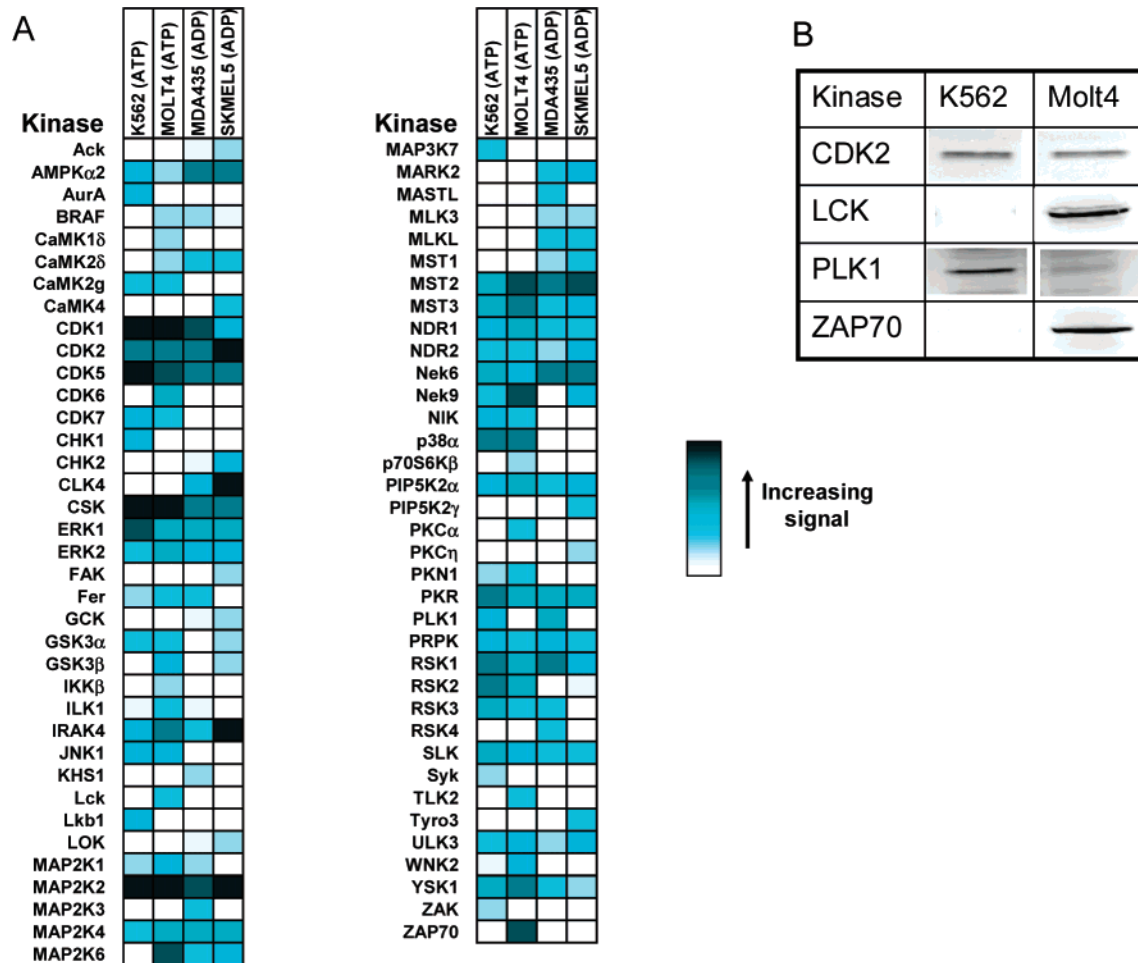 A
K562 (ATP)
MOLT4 (ATP)
MDA435 (ADP)
SKMEL5 (ADP)
Kinase
Ack
AMPKα2
AurA
BRAF
CaMK1δ
CaMK2δ
CaMK2g
CaMK4
CDK1
CDK2
CDK5
CDK6
CDK7
CHK1
CHK2
CLK4
CSK
ERK1
ERK2
FAK
Fer
GCK
GSK3α
GSK3β
IKKβ
ILK1
IRAK4
JNK1
KHS1
Lck
Lkb1
LOK
MAP2K1
MAP2K2
MAP2K3
MAP2K4
MAP2K6
K562 (ATP)
MOLT4 (ATP)
MDA435 (ADP)
SKMEL5 (ADP)
Kinase
MAP3K7
MARK2
MASTL
MLK3
MLKL
MST1
MST2
MST3
NDR1
NDR2
Nek6
Nek9
NIK
p38α
p70S6Kβ
PIP5K2α
PIP5K2γ
PKCα
PKCη
PKN1
PKR
PLK1
PRPK
RSK1
RSK2
RSK3
RSK4
SLK
Syk
TLK2
Tyro3
ULK3
WNK2
YSK1
ZAK
ZAP70
Increasing
signal
B
Kinase K562 Molt4
CDK2
LCK
PLK1
ZAP70